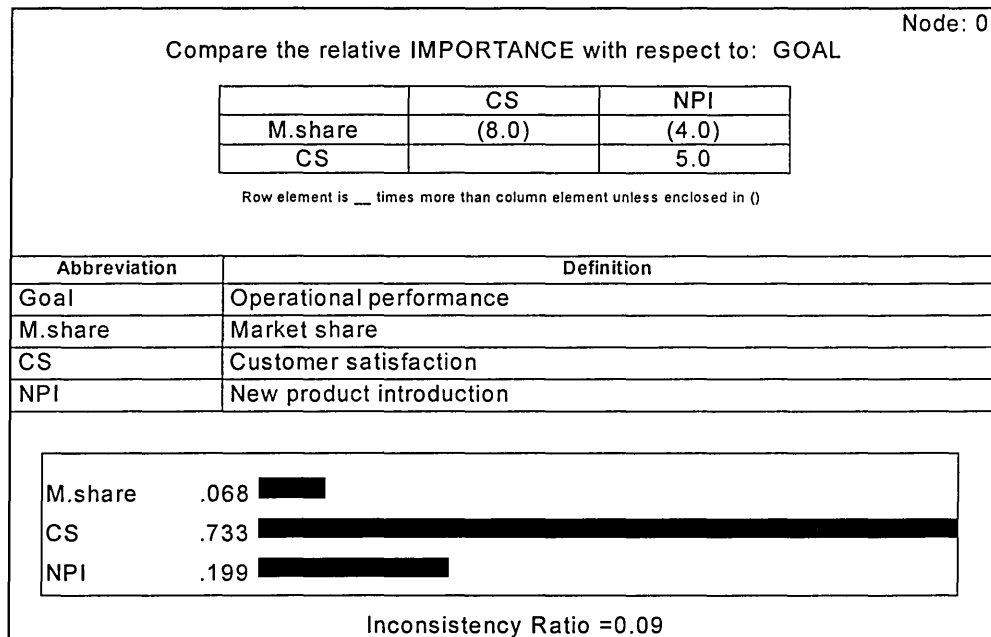 Node: 0
Compare the relative IMPORTANCE with respect to: GOAL
CS NPI
M.share (8.0) (4.0)
CS 5.0
Row element is __ times more than column element unless enclosed in ()
Abbreviation Definition
Goal Operational performance
M.share Market share
CS Customer satisfaction
NPI New product introduction
M.share .068
CS .733
NPI .199
Inconsistency Ratio =0.09